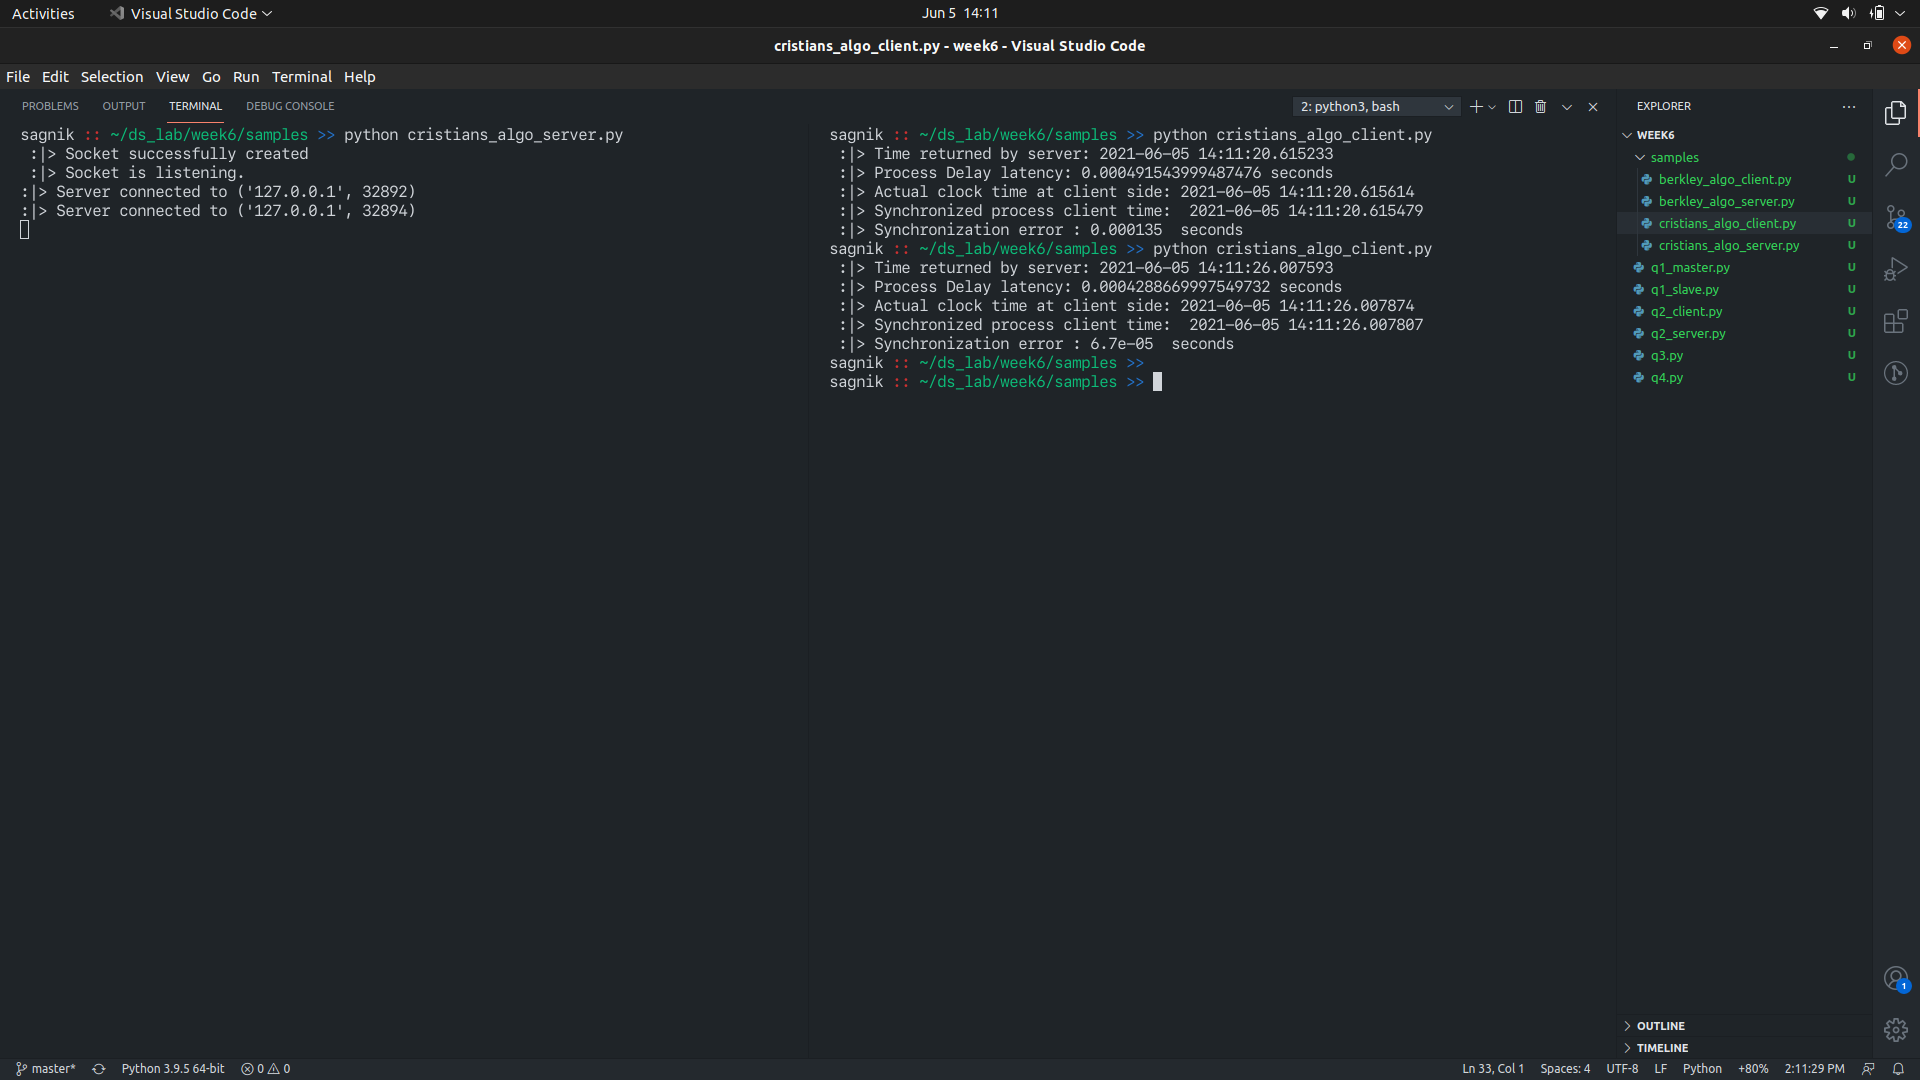 Activities Visual Studio Code Jun 5 14:11
cristians_algo_client.py - week6 - Visual Studio Code
File Edit Selection View Go Run Terminal Help
PROBLEMS OUTPUT TERMINAL DEBUG CONSOLE
2: python3, bash
sagnik :: ~/ds_lab/week6/samples >> python cristians_algo_server.py
:|> Socket successfully created
:|> Socket is listening.
:|> Server connected to ('127.0.0.1', 32892)
:|> Server connected to ('127.0.0.1', 32894)
sagnik :: ~/ds_lab/week6/samples >> python cristians_algo_client.py
:|> Time returned by server: 2021-06-05 14:11:20.615233
:|> Process Delay latency: 0.000491543999487476 seconds
:|> Actual clock time at client side: 2021-06-05 14:11:20.615614
:|> Synchronized process client time:  2021-06-05 14:11:20.615479
:|> Synchronization error : 0.000135  seconds
sagnik :: ~/ds_lab/week6/samples >> python cristians_algo_client.py
:|> Time returned by server: 2021-06-05 14:11:26.007593
:|> Process Delay latency: 0.0004288669997549732 seconds
:|> Actual clock time at client side: 2021-06-05 14:11:26.007874
:|> Synchronized process client time:  2021-06-05 14:11:26.007807
:|> Synchronization error : 6.7e-05  seconds
sagnik :: ~/ds_lab/week6/samples >>
sagnik :: ~/ds_lab/week6/samples >>
EXPLORER
WEEK6
samples
berkley_algo_client.py U
berkley_algo_server.py U
cristians_algo_client.py U
cristians_algo_server.py U
q1_master.py U
q1_slave.py U
q2_client.py U
q2_server.py U
q3.py U
q4.py U
OUTLINE
TIMELINE
22
1
master* Python 3.9.5 64-bit 0 0 Ln 33, Col 1 Spaces: 4 UTF-8 LF Python +80% 2:11:29 PM